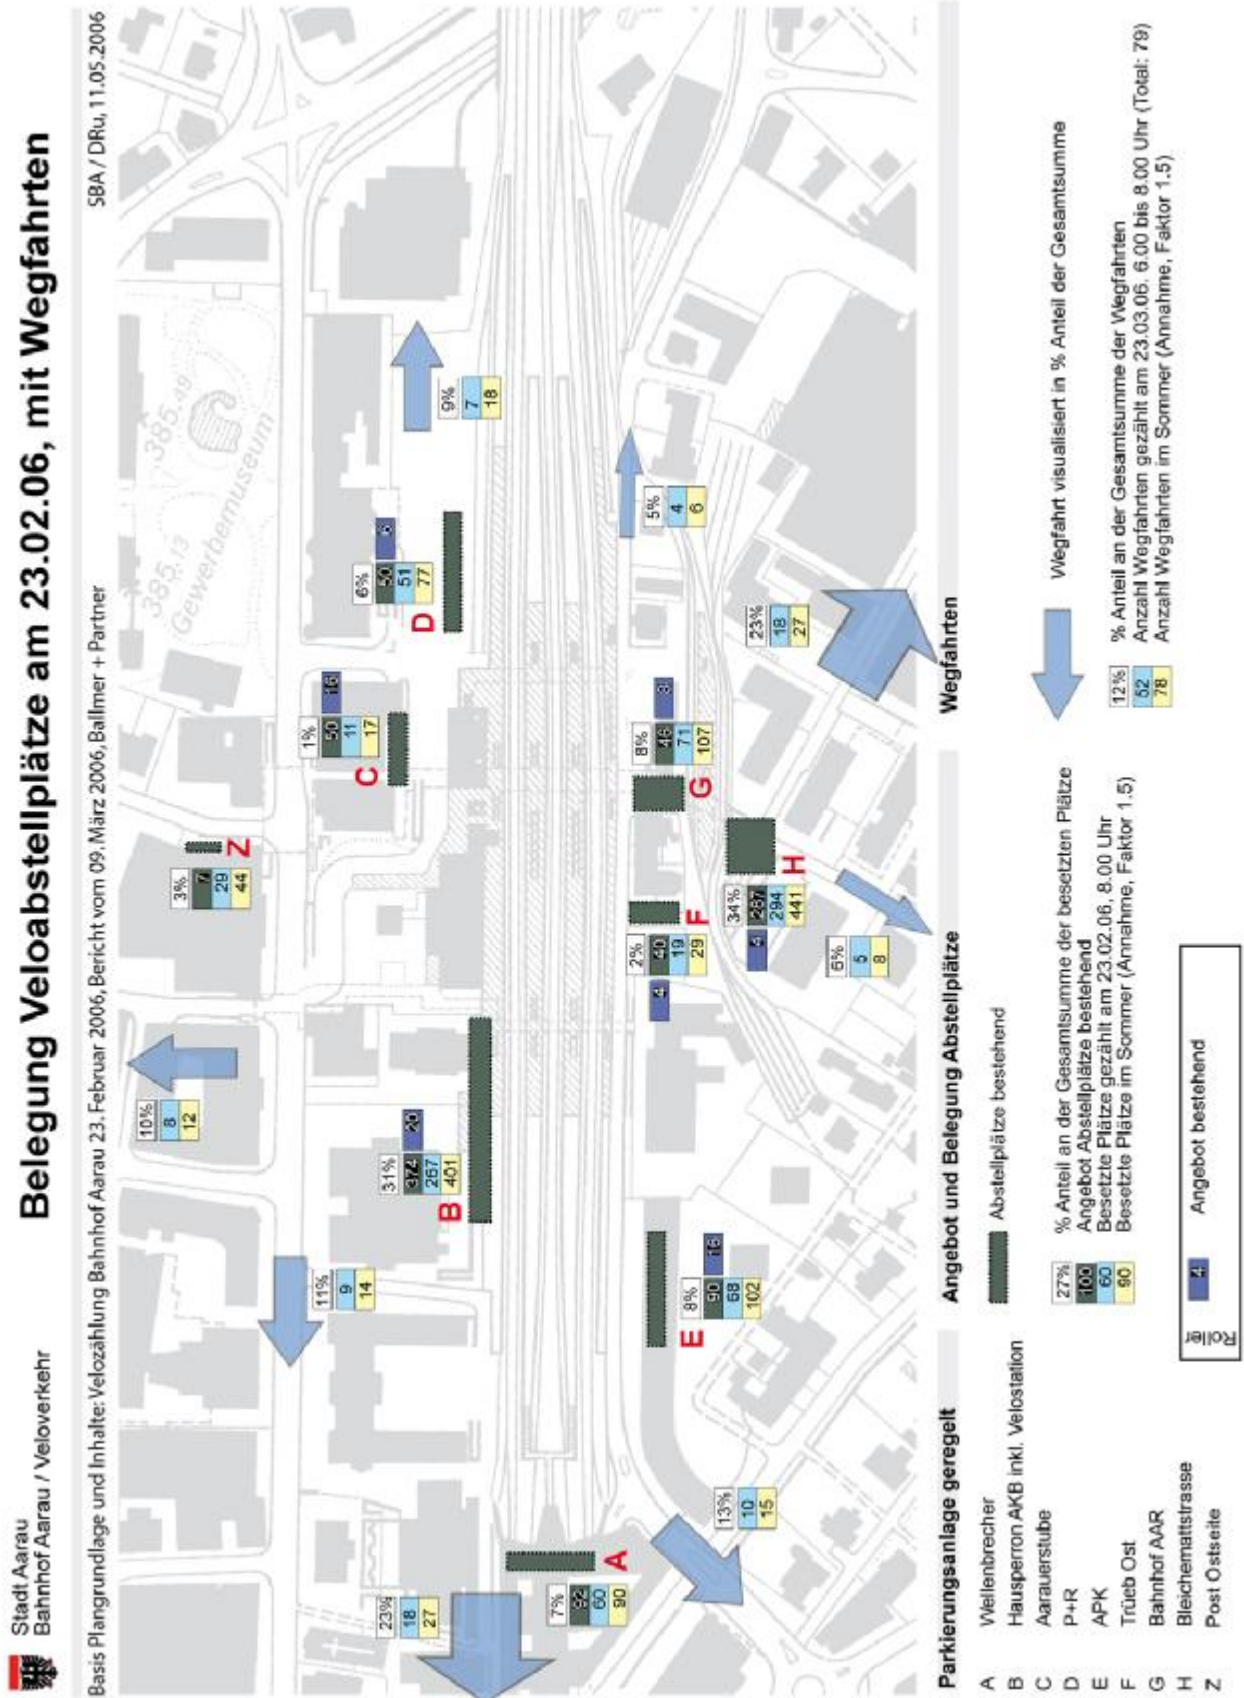 Stadt Aarau
Bahnhof Aarau / Veloverkehr
Belegung Veloabstellplätze am 23.02.06, mit Wegfahrten
Basis Plangrundlage und Inhalte: Velozählung Bahnhof Aarau 23. Februar 2006, Bericht vom 09. März 2006, Ballmer + Partner
SBA / DRu, 11.05.2006
385.49
385.13
Gewerbemuseum
10%
8
12
3%
7
29
44
Z
11%
9
14
1%
50
16
11
17
C
31%
374
20
267
401
B
6%
50
51
77
D
9%
7
18
23%
18
27
7%
60
90
A
2%
40
4
19
29
F
8%
3
71
107
G
5%
4
6
8%
90
68
102
E
34%
287
294
441
H
23%
18
27
13%
10
15
6%
5
8
Parkierungsanlage geregelt
A Wellenbrecher
B Hausperron AKB inkl. Velostation
C Aarauerstube
D P+R
E APK
F Trüeb Ost
G Bahnhof AAR
H Bleichemattstrasse
Z Post Ostseite
Angebot und Belegung Abstellplätze
Abstellplätze bestehend
27% % Anteil an der Gesamtsumme der besetzten Plätze
100 Angebot Abstellplätze bestehend
60 Besetzte Plätze gezählt am 23.02.06, 8.00 Uhr
90 Besetzte Plätze im Sommer (Annahme, Faktor 1.5)
Roller
4 Angebot bestehend
Wegfahrten
Wegfahrt visualisiert in % Anteil der Gesamtsumme
12% % Anteil an der Gesamtsumme der Wegfahrten
52 Anzahl Wegfahrten gezählt am 23.03.06. 6.00 bis 8.00 Uhr (Total: 79)
78 Anzahl Wegfahrten im Sommer (Annahme, Faktor 1.5)